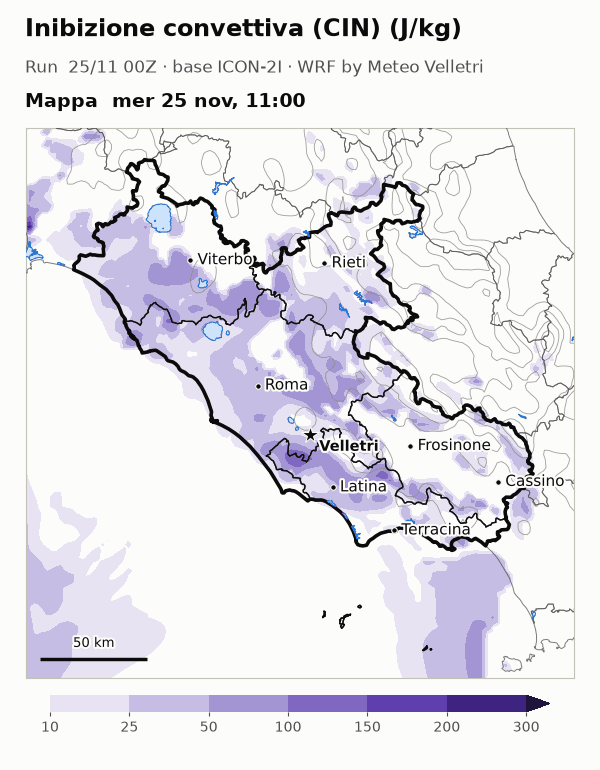 Inibizione convettiva (CIN) (J/kg)
Run  25/11 00Z · base ICON-2I · WRF by Meteo Velletri
Mappa  mer 25 nov, 11:00
Viterbo
Rieti
Roma
Velletri
Frosinone
Latina
Cassino
Terracina
50 km
10 25 50 100 150 200 300